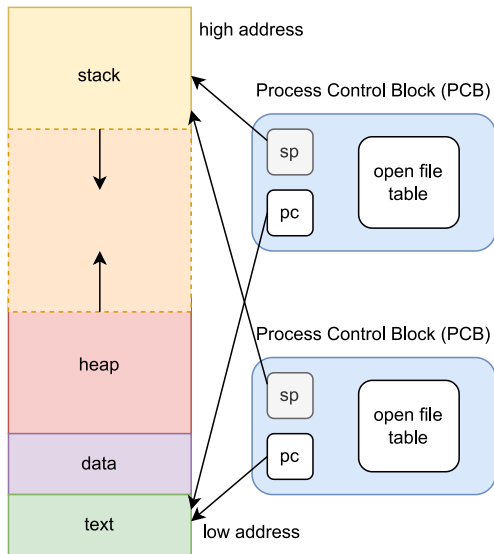 high address
stack
Process Control Block (PCB)
sp
open file
table
pc
Process Control Block (PCB)
heap
sp
open file
table
pc
data
text
low address